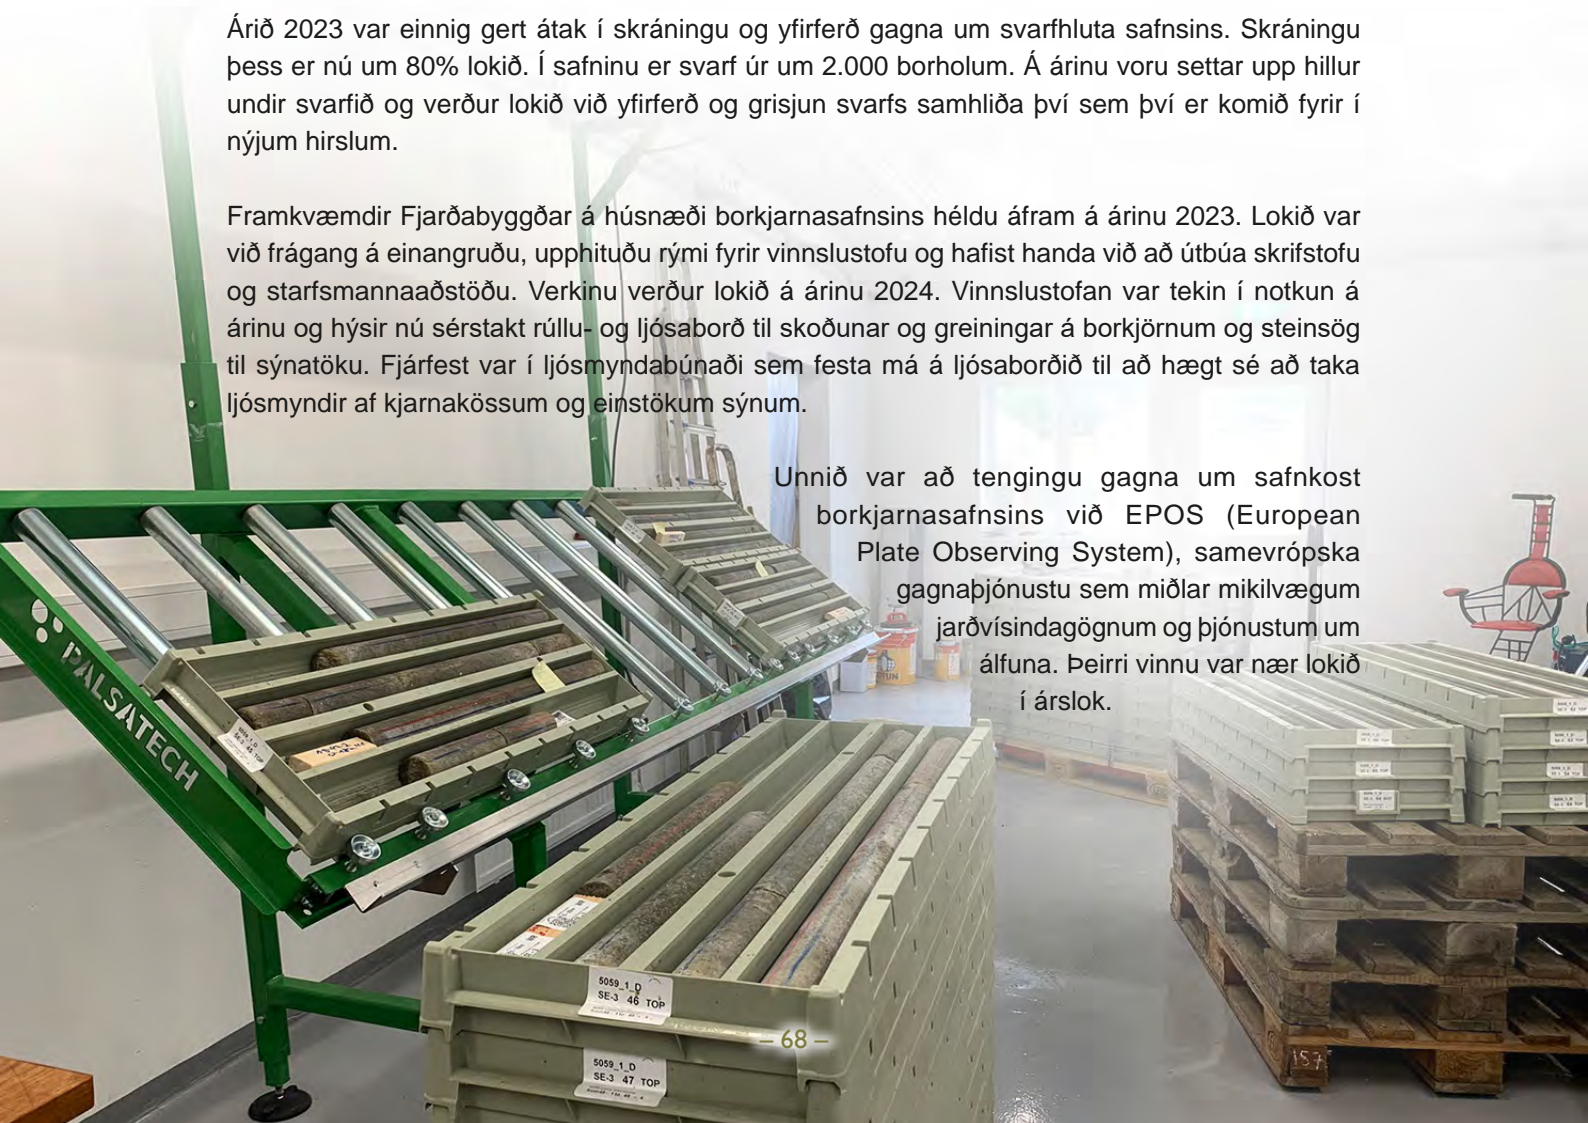 Árið 2023 var einnig gert átak í skráningu og yfirferð gagna um svarfhluta safnsins. Skráningu
þess er nú um 80% lokið. Í safninu er svarf úr um 2.000 borholum. Á árinu voru settar upp hillur
undir svarfið og verður lokið við yfirferð og grisjun svarfs samhliða því sem því er komið fyrir í
nýjum hirslum.
Framkvæmdir Fjarðabyggðar á húsnæði borkjarnasafnsins héldu áfram á árinu 2023. Lokið var
við frágang á einangruðu, upphituðu rými fyrir vinnslustofu og hafist handa við að útbúa skrifstofu
og starfsmannaaðstöðu. Verkinu verður lokið á árinu 2024. Vinnslustofan var tekin í notkun á
árinu og hýsir nú sérstakt rúllu- og ljósaborð til skoðunar og greiningar á borkjörnum og steinsög
til sýnatöku. Fjárfest var í ljósmyndabúnaði sem festa má á ljósaborðið til að hægt sé að taka
ljósmyndir af kjarnakössum og einstökum sýnum.
Unnið var að tengingu gagna um safnkost
borkjarnasafnsins við EPOS (European
Plate Observing System), samevrópska
gagnaþjónustu sem miðlar mikilvægum
jarðvísindagögnum og þjónustum um
álfuna. Þeirri vinnu var nær lokið
í árslok.
PALSATECH
5059_1_D
SE-3 46 TOP
5059_1_D
SE-3 47 TOP
157
– 68 –